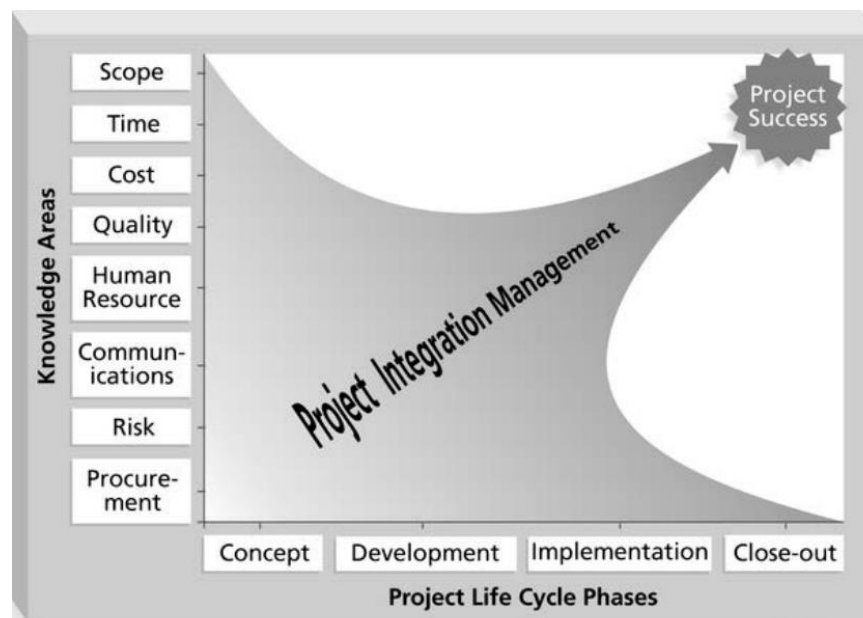 Knowledge Areas
Scope
Time
Cost
Quality
Human
Resource
Commun-
ications
Risk
Procure-
ment
Project
Success
Project Integration Management
Concept
Development
Implementation
Close-out
Project Life Cycle Phases